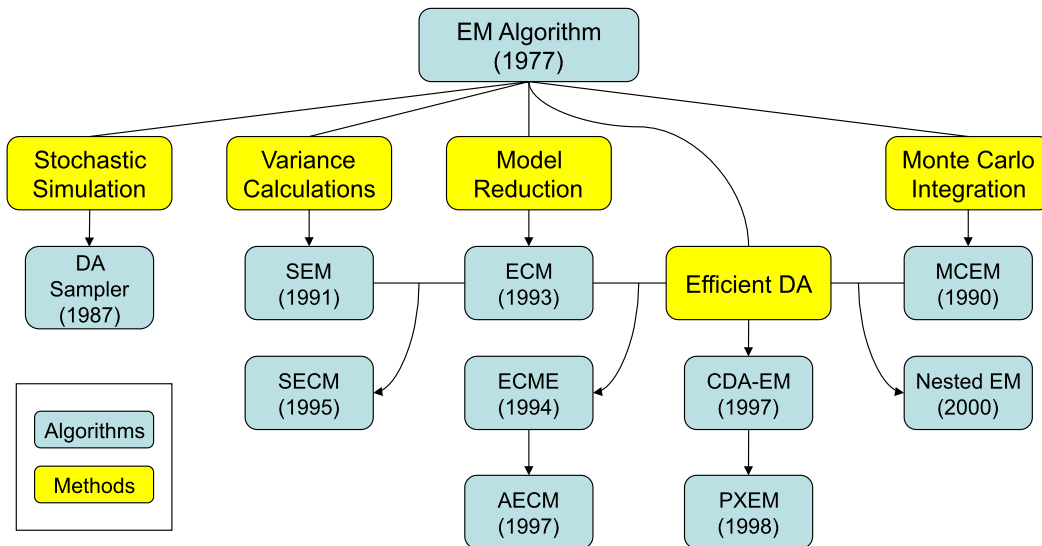 EM Algorithm
(1977)
Stochastic
Simulation
Variance
Calculations
Model
Reduction
Monte Carlo
Integration
DA
Sampler
(1987)
SEM
(1991)
ECM
(1993)
Efficient DA
MCEM
(1990)
SECM
(1995)
ECME
(1994)
CDA-EM
(1997)
Nested EM
(2000)
Algorithms
Methods
AECM
(1997)
PXEM
(1998)